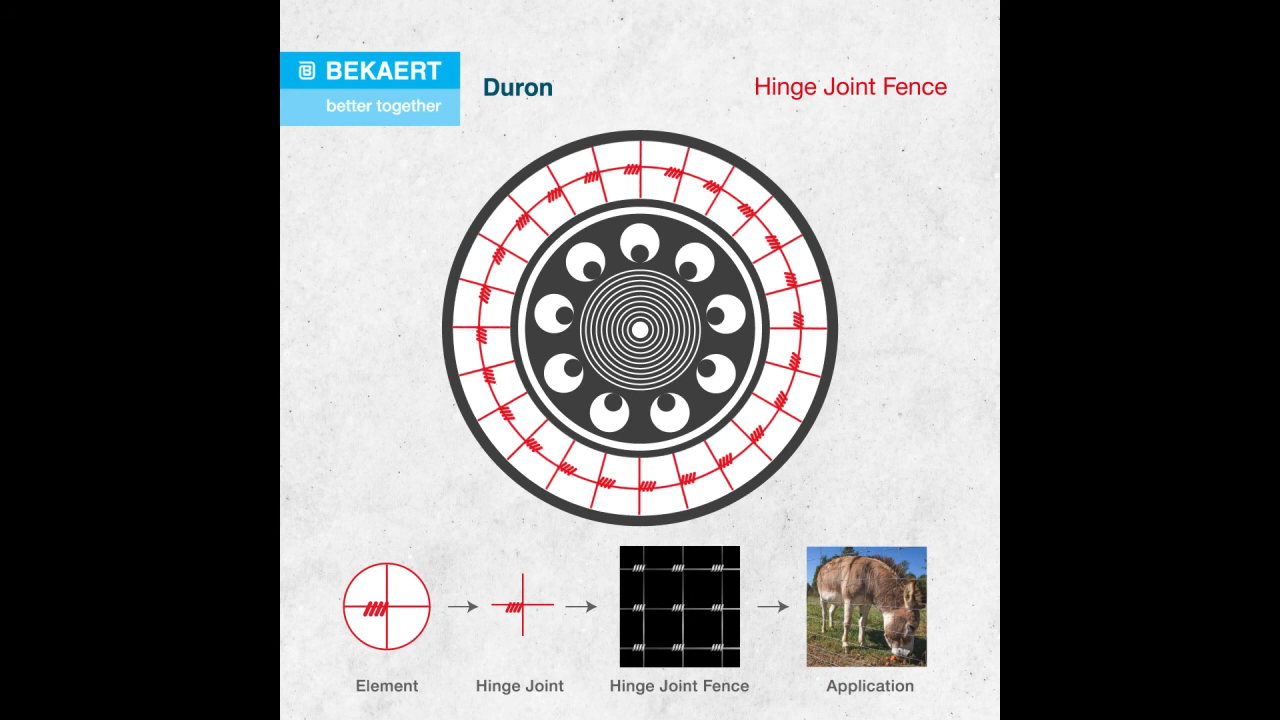 BEKAERT
better together
Duron
Hinge Joint Fence
Element
Hinge Joint
Hinge Joint Fence
Application